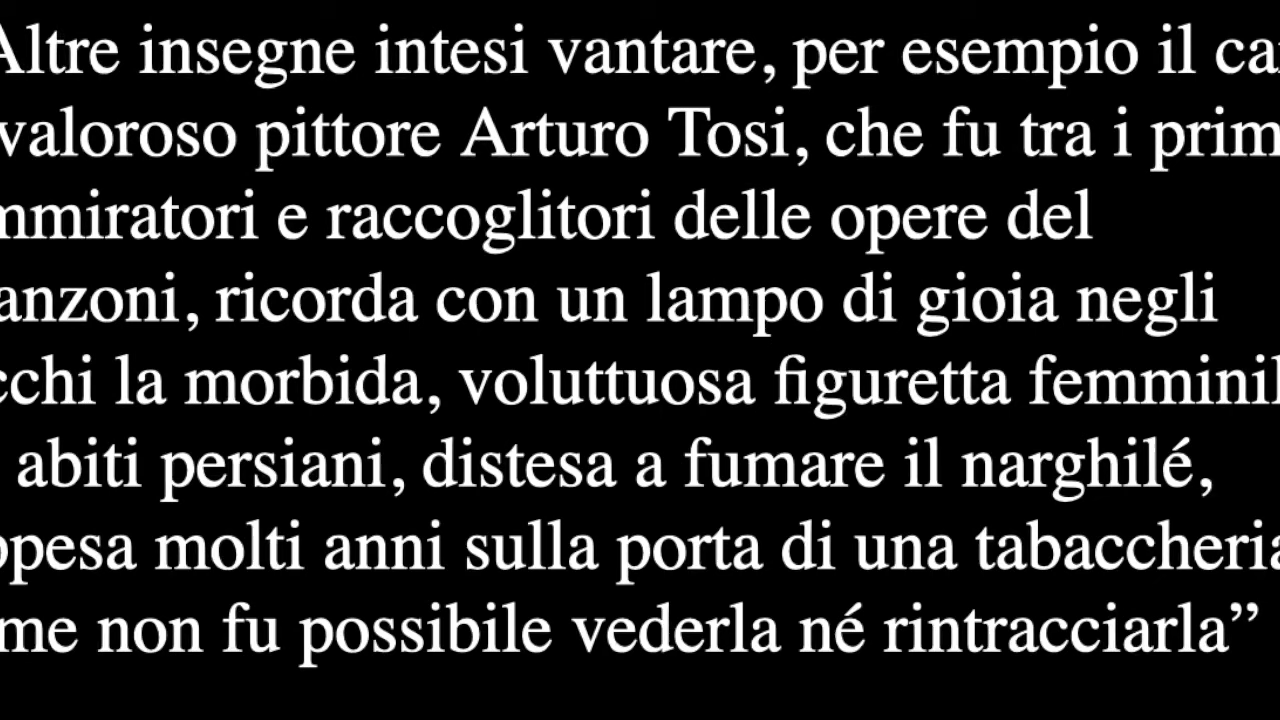 Altre insegne intesi vantare, per esempio il ca
valoroso pittore Arturo Tosi, che fu tra i prim
mmiratori e raccoglitori delle opere del
anzoni, ricorda con un lampo di gioia negli
cchi la morbida, voluttuosa figuretta femminil
abiti persiani, distesa a fumare il narghilé,
ppesa molti anni sulla porta di una tabaccheria
me non fu possibile vederla né rintracciarla”